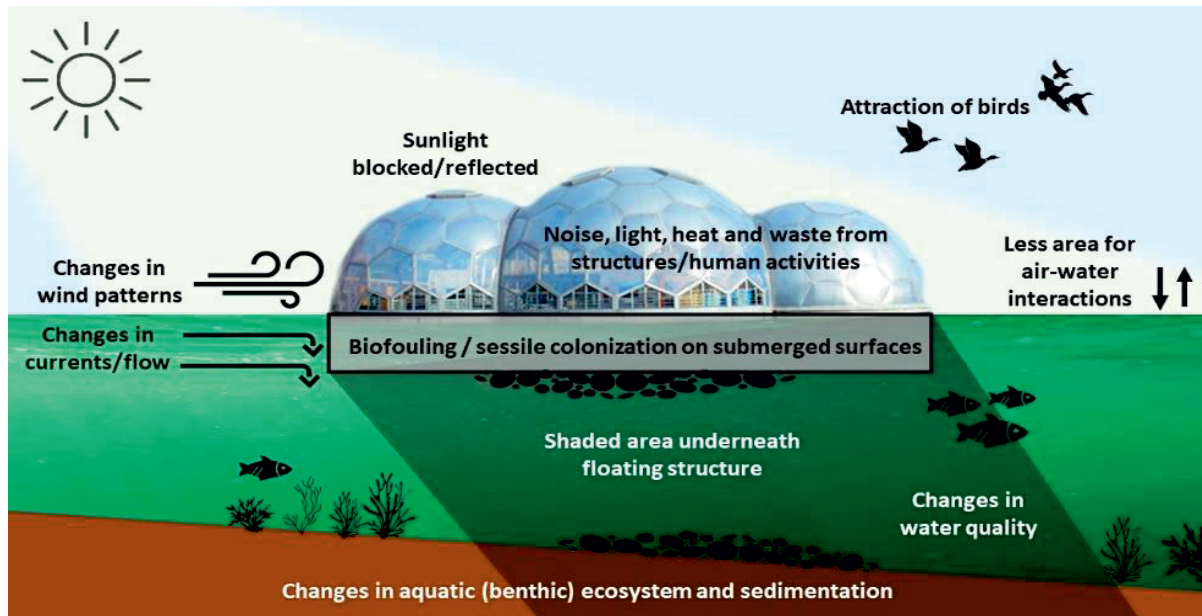 Attraction of birds
Sunlight
blocked/reflected
Noise, light, heat and waste from
structures/human activities
Less area for
air-water
interactions
Changes in
wind patterns
Changes in
currents/flow
Biofouling / sessile colonization on submerged surfaces
Shaded area underneath
floating structure
Changes in
water quality
Changes in aquatic (benthic) ecosystem and sedimentation